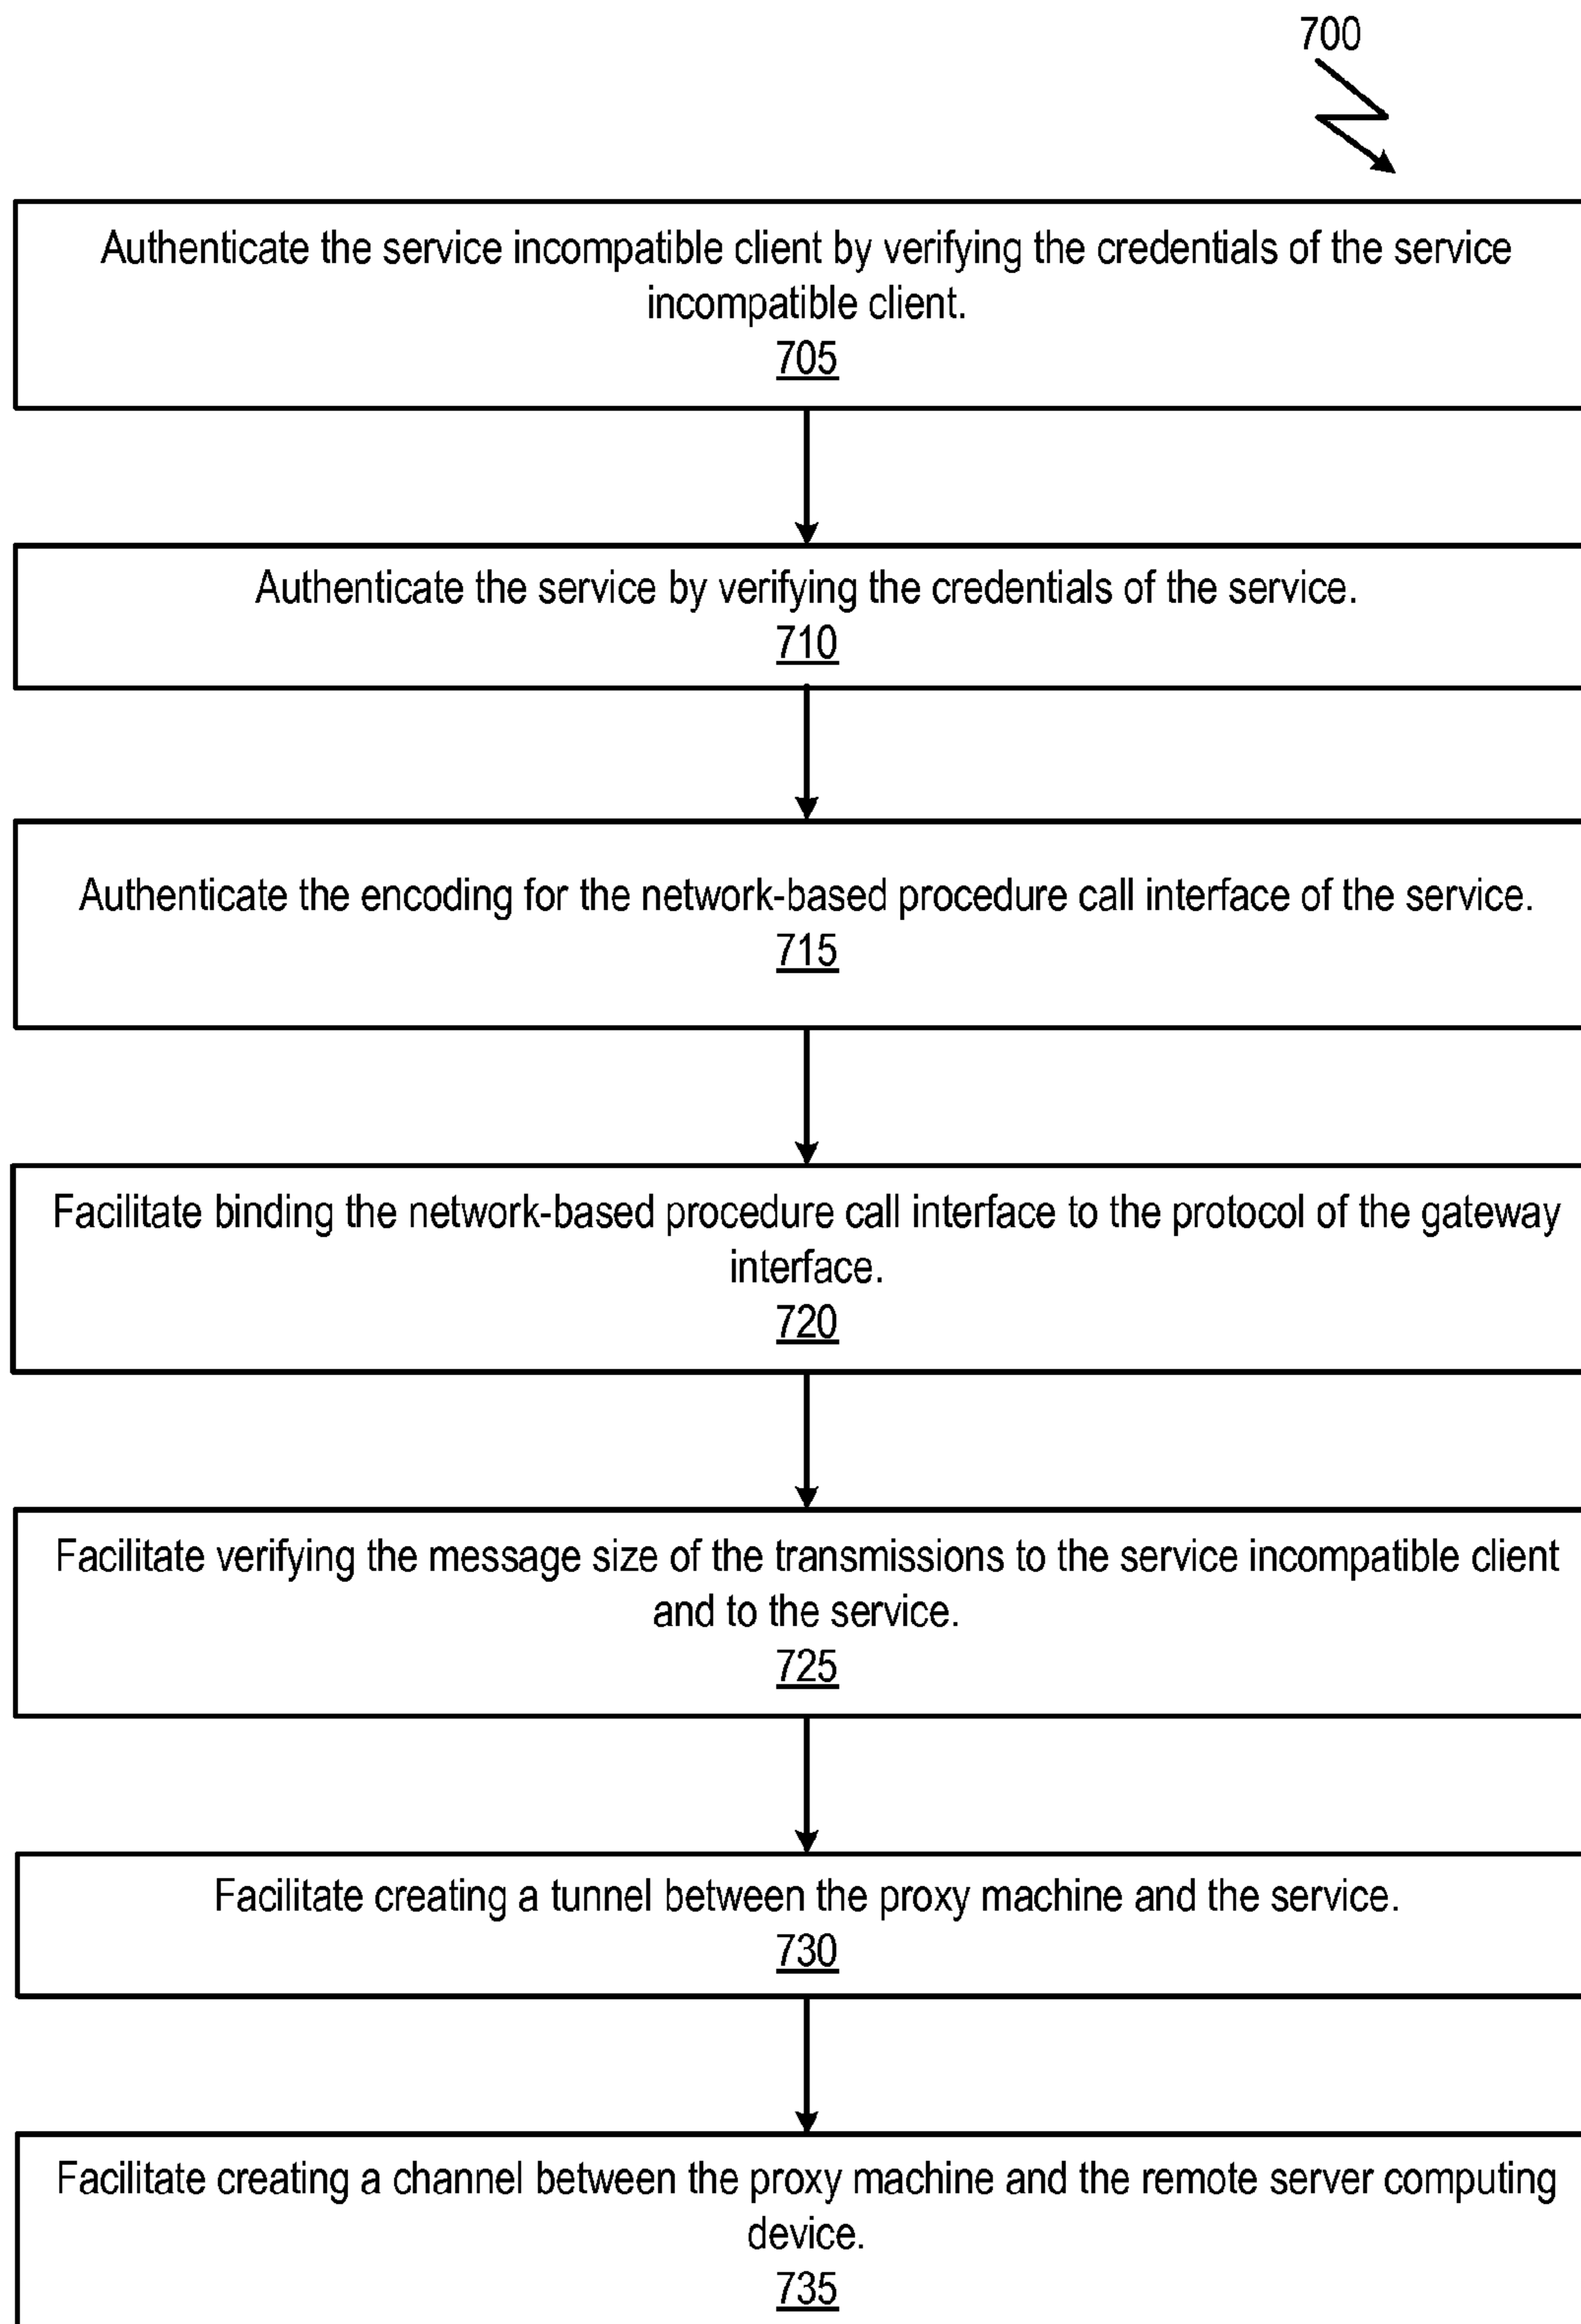 700
Authenticate the service incompatible client by verifying the credentials of the service
incompatible client.
705
Authenticate the service by verifying the credentials of the service.
710
Authenticate the encoding for the network-based procedure call interface of the service.
715
Facilitate binding the network-based procedure call interface to the protocol of the gateway
interface.
720
Facilitate verifying the message size of the transmissions to the service incompatible client
and to the service.
725
Facilitate creating a tunnel between the proxy machine and the service.
730
Facilitate creating a channel between the proxy machine and the remote server computing
device.
735